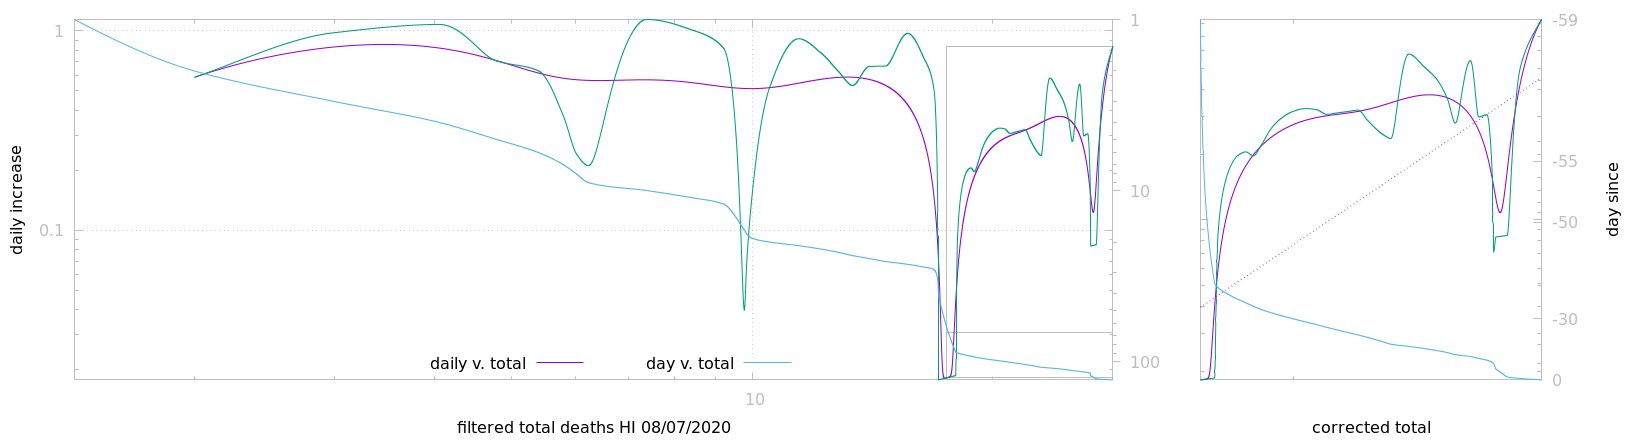 1
0.1
daily increase
daily v. total
day v. total
10
filtered total deaths HI 08/07/2020
1
10
100
-59
-55
-50
-30
0
day since
corrected total